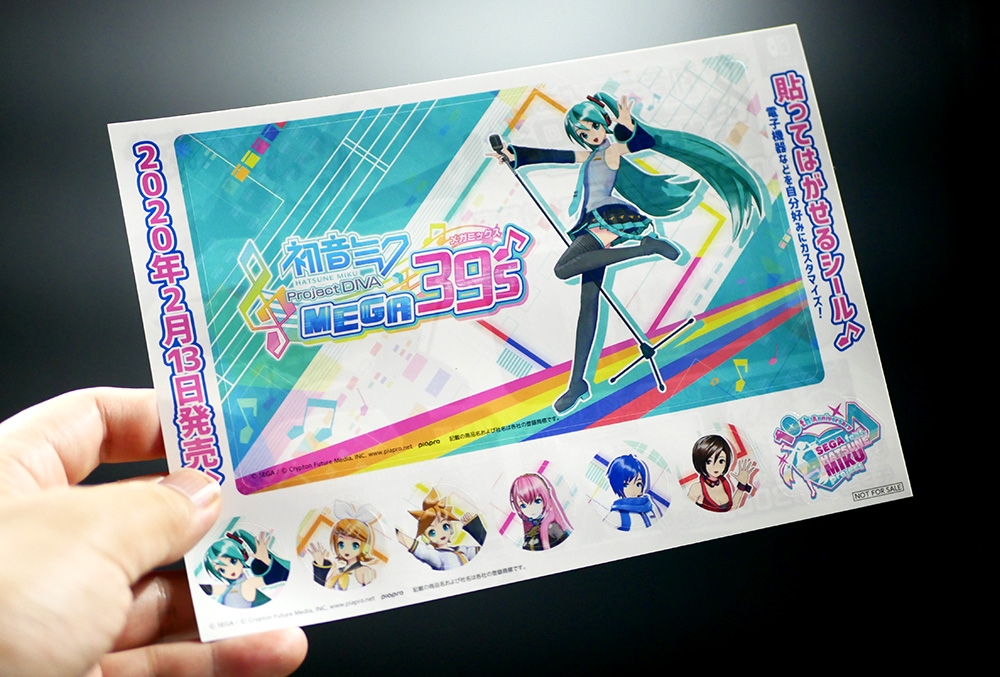 2020年2月13日発売
貼ってはがせるシール♪
電子機器などを自分好みにカスタマイズ！
初音ミク
HATSUNE MIKU
Project DIVA
メガミックス
MEGA39's
© SEGA / © Crypton Future Media, INC. www.piapro.net piapro 記載の商品名および社名は各社の登録商標です。
10th Anniversary
SEGA
feat.
HATSUNE
MIKU
NOT FOR SALE
© SEGA / © Crypton Future Media, INC. www.piapro.net piapro 記載の商品名および社名は各社の登録商標です。